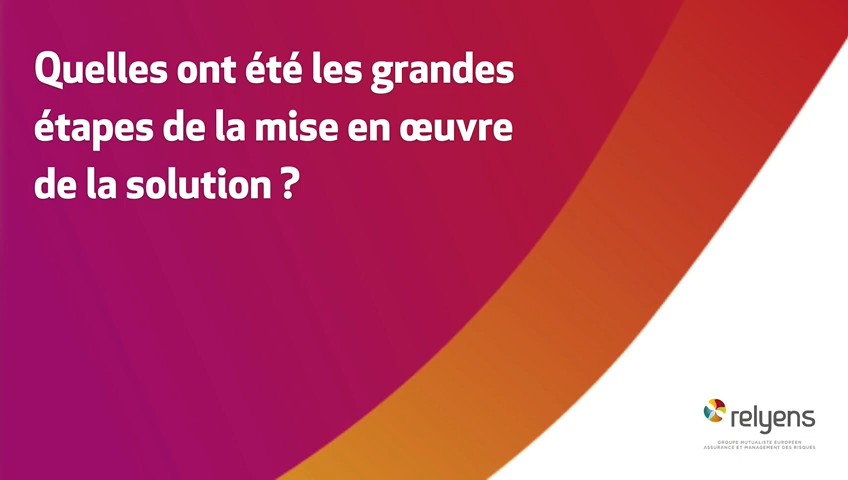 Quelles ont été les grandes
étapes de la mise en œuvre
de la solution ?
relyens
GROUPE MUTUALISTE EUROPÉEN
ASSURANCE ET MANAGEMENT DES RISQUES